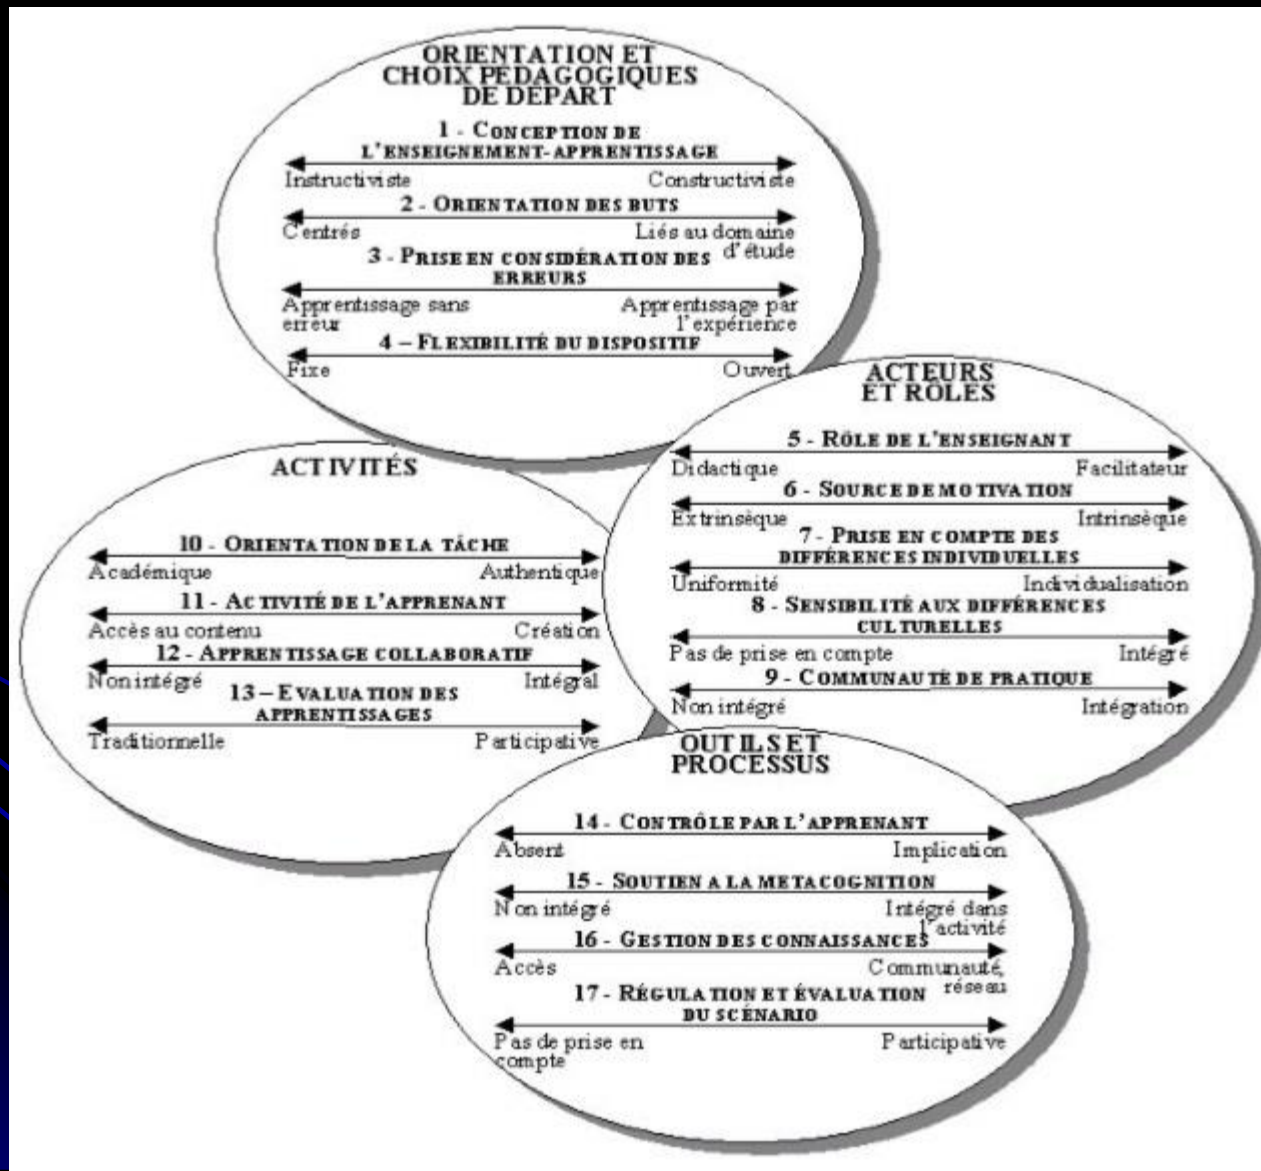 ORIENTATION ET
CHOIX PÉDAGOGIQUES
DE DÉPART
1 - CONCEPTION DE
L'ENSEIGNEMENT-APPRENTISSAGE
Instructiviste Constructiviste
2 - ORIENTATION DES BUTS
Centrés Liés au domaine
d'étude
3 - PRISE EN CONSIDÉRATION DES
ERREURS
Apprentissage sans Apprentissage par
erreur l'expérience
4 – FLEXIBILITÉ DU DISPOSITIF
Fixe Ouvert
ACTEURS
ET RÔLES
5 - RÔLE DE L'ENSEIGNANT
Didactique Facilitateur
6 - SOURCE DE MOTIVATION
Extrinsèque Intrinsèque
7 - PRISE EN COMPTE DES
DIFFÉRENCES INDIVIDUELLES
Uniformité Individualisation
8 - SENSIBILITÉ AUX DIFFÉRENCES
CULTURELLES
Pas de prise en compte Intégré
9 - COMMUNAUTÉ DE PRATIQUE
Non intégré Intégration
ACTIVITÉS
10 - ORIENTATION DE LA TÂCHE
Académique Authentique
11 - ACTIVITÉ DE L'APPRENANT
Accès au contenu Création
12 - APPRENTISSAGE COLLABORATIF
Non intégré Intégral
13 – EVALUATION DES
APPRENTISSAGES
Traditionnelle Participative
OUTILS ET
PROCESSUS
14 - CONTRÔLE PAR L'APPRENANT
Absent Implication
15 - SOUTIEN A LA METACOGNITION
Non intégré Intégré dans
l'activité
16 - GESTION DES CONNAISSANCES
Accès Communauté,
réseau
17 - RÉGULATION ET ÉVALUATION
DU SCÉNARIO
Pas de prise en Participative
compte